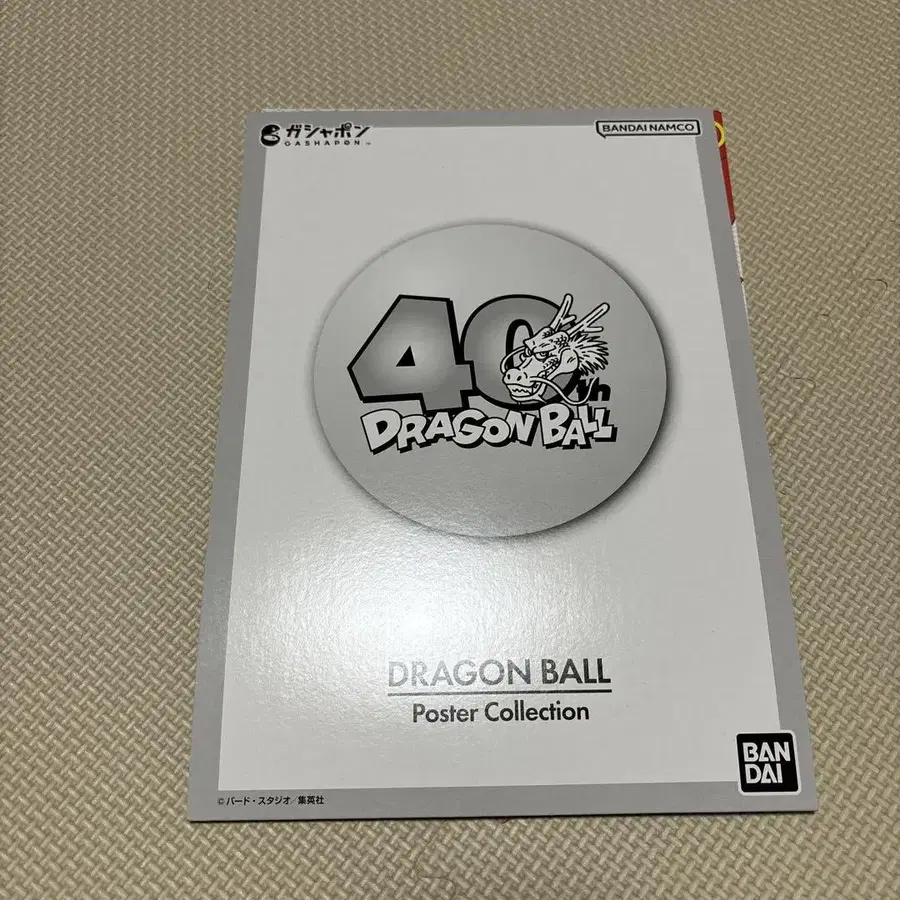 ガシャポン
GASHAPON™
BANDAI NAMCO
40th
DRAGON BALL
DRAGON BALL
Poster Collection
BAN
DAI
©バード・スタジオ/集英社